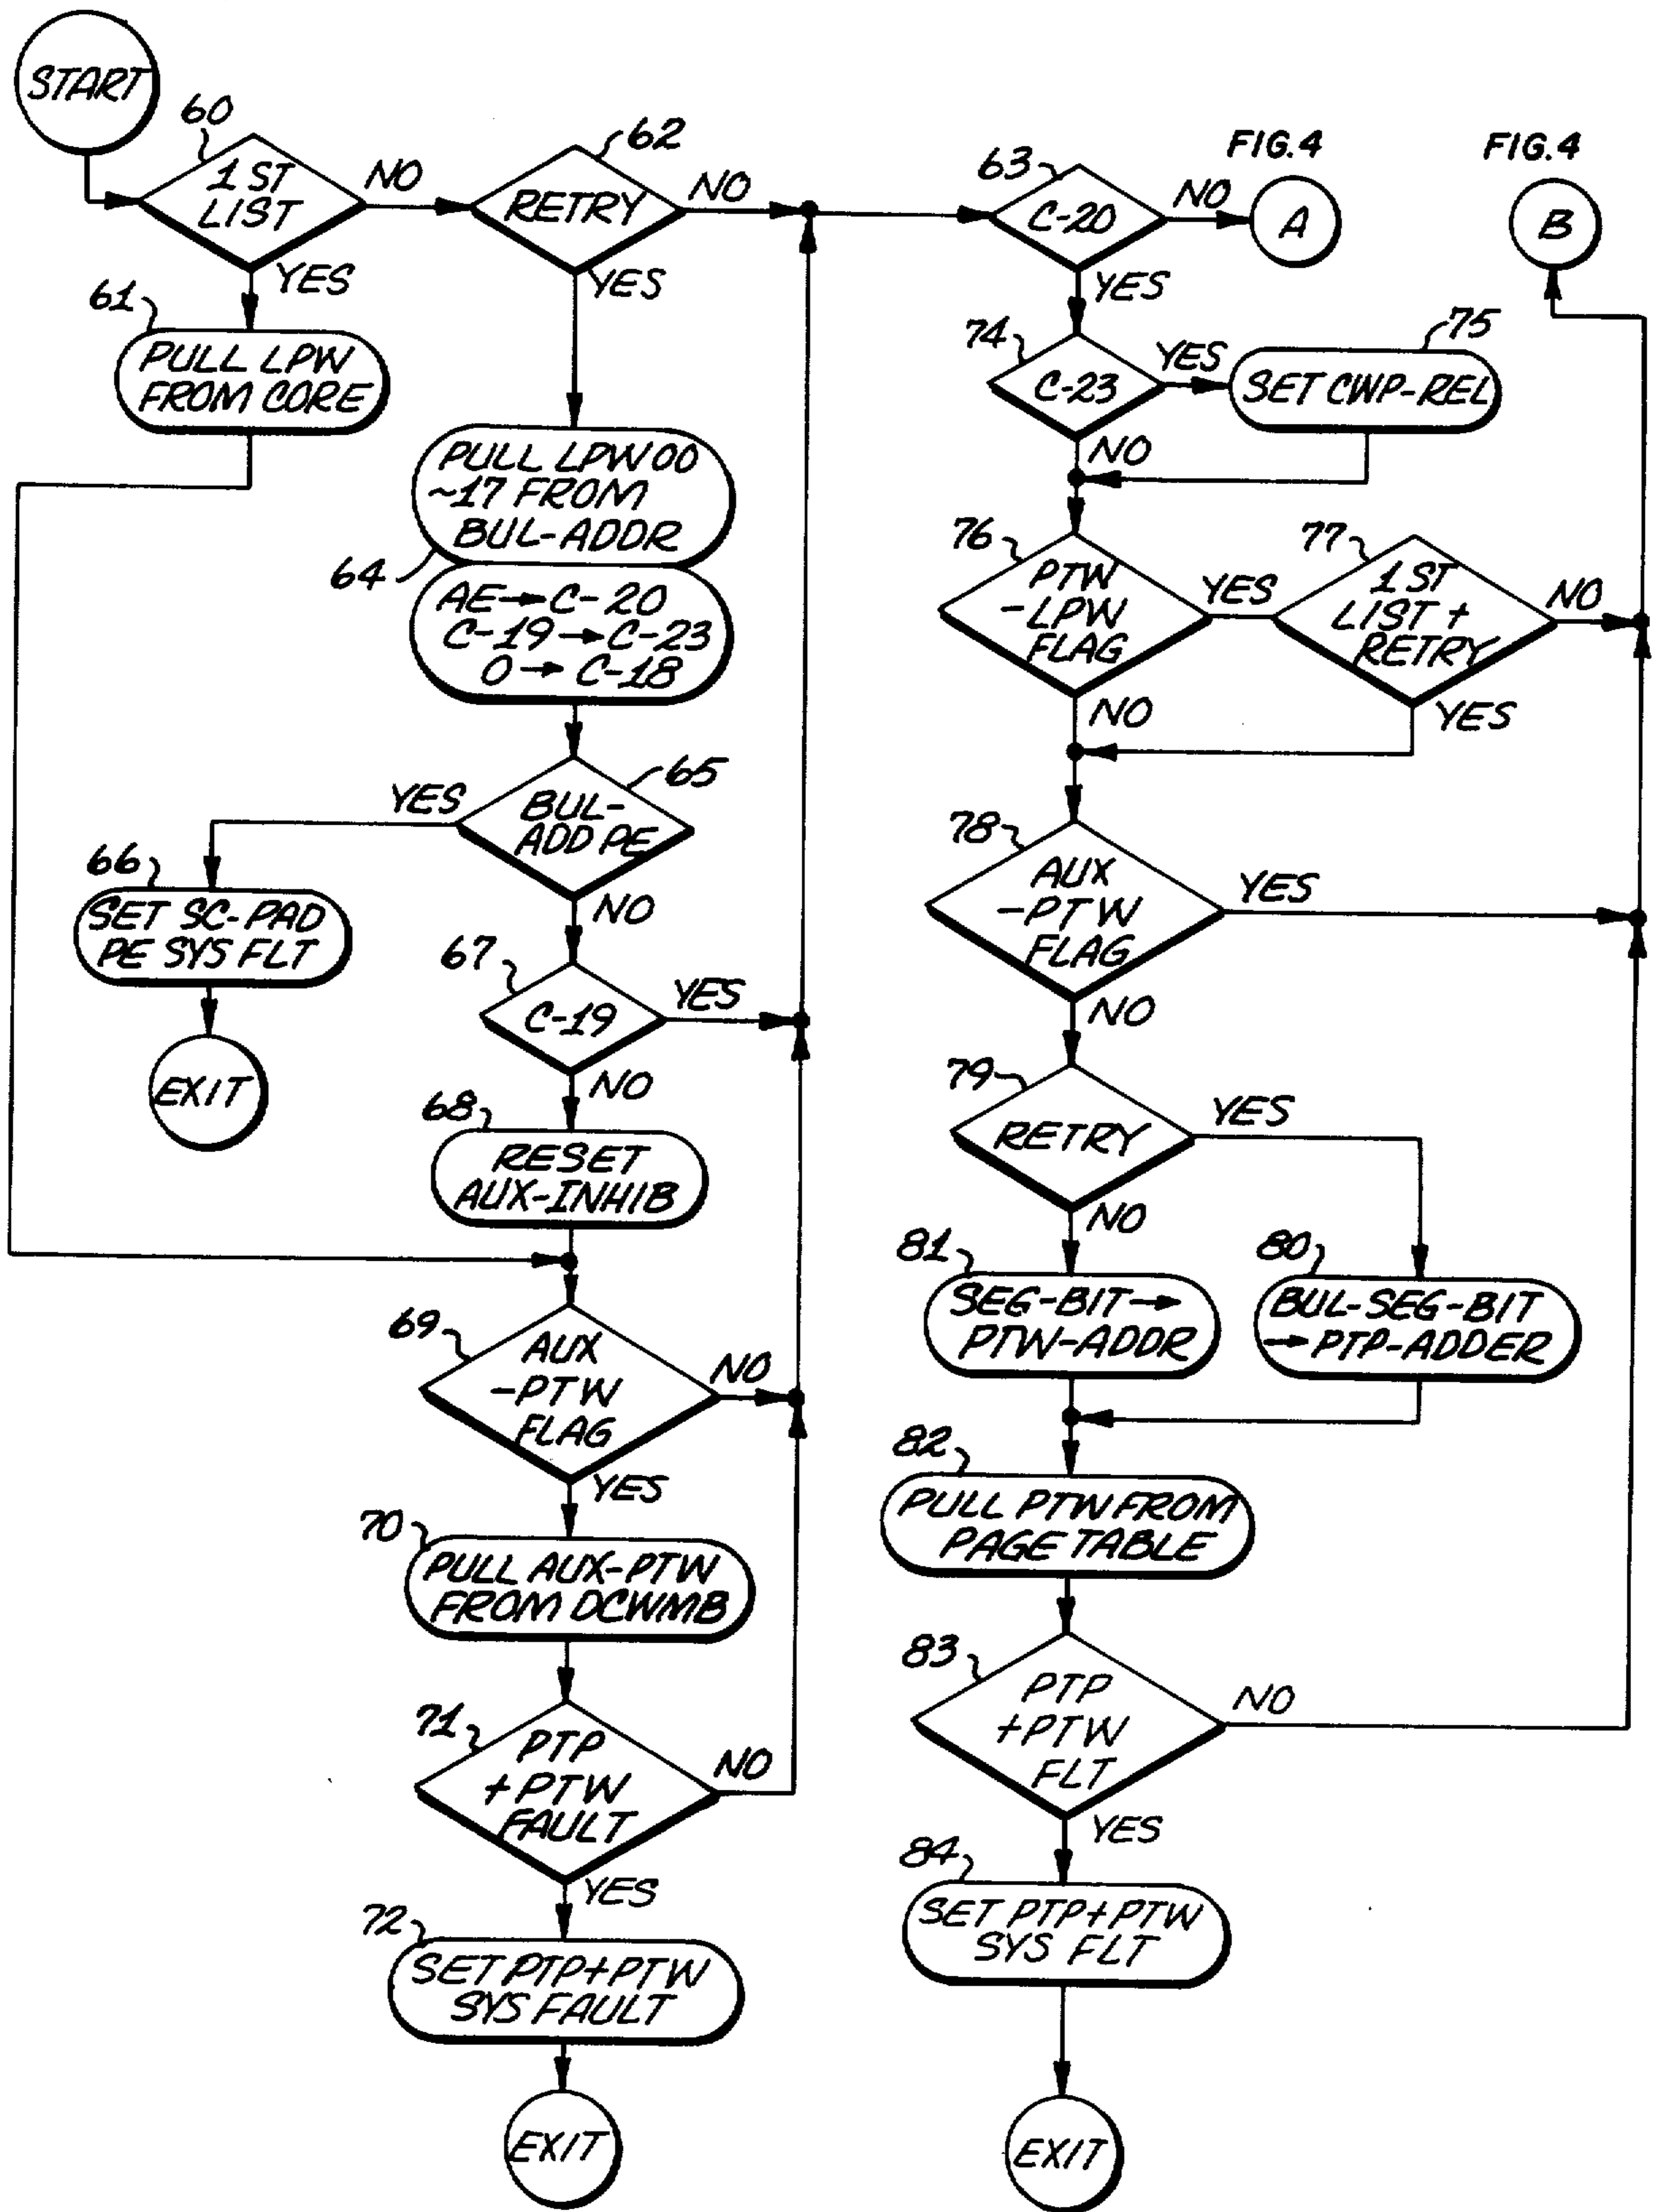 START
60
1 ST
LIST
NO
YES
61
PULL LPW
FROM CORE
62
RETRY
NO
YES
PULL LPW 00
~17 FROM
BUL-ADDR
64
AE→C-20
C-19→C-23
0→C-18
65
BUL-
ADD PE
YES
NO
66
SET SC-PAD
PE SYS FLT
EXIT
67
C-19
YES
NO
68
RESET
AUX-INHIB
69
AUX
-PTW
FLAG
NO
YES
70
PULL AUX-PTW
FROM DCWMB
71
PTP
+PTW
FAULT
NO
YES
72
SET PTP+PTW
SYS FAULT
EXIT
63
C-20
NO
YES
FIG.4
A
FIG.4
B
74
C-23
YES
NO
75
SET CWP-REL
76
PTW
-LPW
FLAG
YES
NO
77
1 ST
LIST +
RETRY
NO
YES
78
AUX
-PTW
FLAG
YES
NO
79
RETRY
YES
NO
81
SEG-BIT→
PTW-ADDR
80
BUL-SEG-BIT
→PTP-ADDER
82
PULL PTW FROM
PAGE TABLE
83
PTP
+PTW
FLT
NO
YES
84
SET PTP+PTW
SYS FLT
EXIT